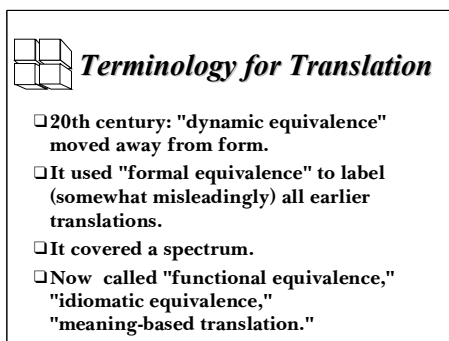 Terminology for Translation
❑20th century: "dynamic equivalence"
moved away from form.
❑It used "formal equivalence" to label
(somewhat misleadingly) all earlier
translations.
❑It covered a spectrum.
❑Now called "functional equivalence,"
"idiomatic equivalence,"
"meaning-based translation."